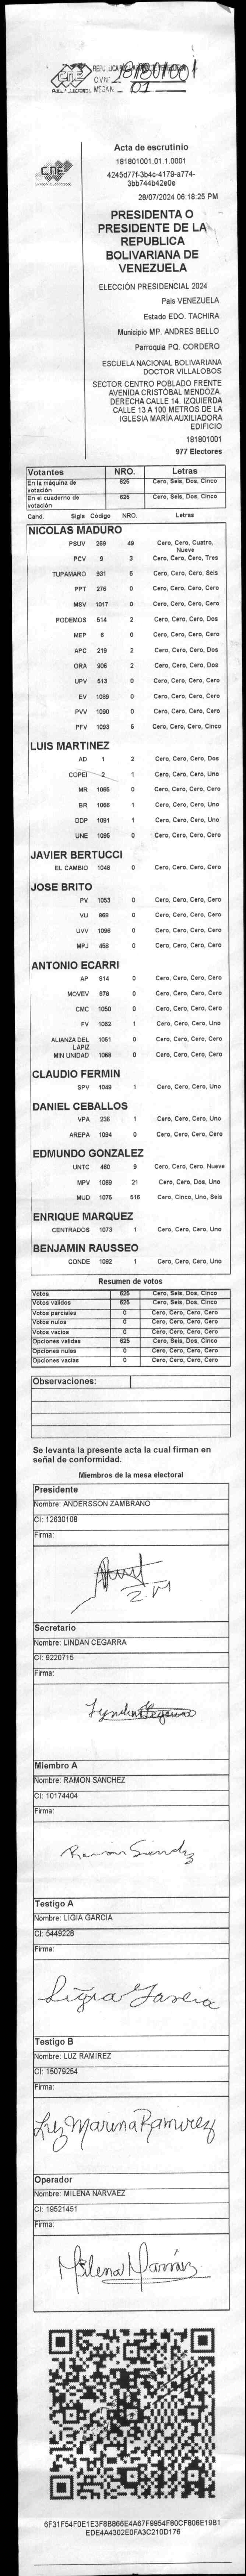 CNE
181801001
01
CNE
Acta de escrutinio
181801001.01.1.0001
4245d77f-3b4c-4179-a774-
3bb744b42e0e
28/07/2024 06:18:25 PM
PRESIDENTA O
PRESIDENTE DE LA
REPUBLICA
BOLIVARIANA DE
VENEZUELA
ELECCIÓN PRESIDENCIAL 2024
Pais VENEZUELA
Estado EDO. TACHIRA
Municipio MP. ANDRES BELLO
Parroquia PQ. CORDERO
ESCUELA NACIONAL BOLIVARIANA
DOCTOR VILLALOBOS
SECTOR CENTRO POBLADO FRENTE
AVENIDA CRISTÓBAL MENDOZA.
DERECHA CALLE 14. IZQUIERDA
CALLE 13 A 100 METROS DE LA
IGLESIA MARÍA AUXILIADORA
EDIFICIO
181801001
977 Electores
Votantes NRO. Letras
En la máquina de votación 625 Cero, Seis, Dos, Cinco
En el cuaderno de votación 625 Cero, Seis, Dos, Cinco
Cand. Sigla Código NRO. Letras
NICOLAS MADURO
PSUV 269 49 Cero, Cero, Cuatro, Nueve
PCV 9 3 Cero, Cero, Cero, Tres
TUPAMARO 931 6 Cero, Cero, Cero, Seis
PPT 276 0 Cero, Cero, Cero, Cero
MSV 1017 0 Cero, Cero, Cero, Cero
PODEMOS 514 2 Cero, Cero, Cero, Dos
MEP 6 0 Cero, Cero, Cero, Cero
APC 219 2 Cero, Cero, Cero, Dos
ORA 906 2 Cero, Cero, Cero, Dos
UPV 513 0 Cero, Cero, Cero, Cero
EV 1089 0 Cero, Cero, Cero, Cero
PVV 1090 0 Cero, Cero, Cero, Cero
PFV 1093 5 Cero, Cero, Cero, Cinco
LUIS MARTINEZ
AD 1 2 Cero, Cero, Cero, Dos
COPEI 2 1 Cero, Cero, Cero, Uno
MR 1065 0 Cero, Cero, Cero, Cero
BR 1066 1 Cero, Cero, Cero, Uno
DDP 1091 1 Cero, Cero, Cero, Uno
UNE 1095 0 Cero, Cero, Cero, Cero
JAVIER BERTUCCI
EL CAMBIO 1048 0 Cero, Cero, Cero, Cero
JOSE BRITO
PV 1053 0 Cero, Cero, Cero, Cero
VU 868 0 Cero, Cero, Cero, Cero
UVV 1096 0 Cero, Cero, Cero, Cero
MPJ 458 0 Cero, Cero, Cero, Cero
ANTONIO ECARRI
AP 814 0 Cero, Cero, Cero, Cero
MOVEV 879 0 Cero, Cero, Cero, Cero
CMC 1050 0 Cero, Cero, Cero, Cero
FV 1062 1 Cero, Cero, Cero, Uno
ALIANZA DEL LAPIZ 1061 0 Cero, Cero, Cero, Cero
MIN UNIDAD 1068 0 Cero, Cero, Cero, Cero
CLAUDIO FERMIN
SPV 1049 1 Cero, Cero, Cero, Uno
DANIEL CEBALLOS
VPA 236 1 Cero, Cero, Cero, Uno
AREPA 1094 0 Cero, Cero, Cero, Cero
EDMUNDO GONZALEZ
UNTC 460 9 Cero, Cero, Cero, Nueve
MPV 1069 21 Cero, Cero, Dos, Uno
MUD 1075 516 Cero, Cinco, Uno, Seis
ENRIQUE MARQUEZ
CENTRADOS 1073 1 Cero, Cero, Cero, Uno
BENJAMIN RAUSSEO
CONDE 1092 1 Cero, Cero, Cero, Uno
Resumen de votos
Votos 625 Cero, Seis, Dos, Cinco
Votos validos 625 Cero, Seis, Dos, Cinco
Votos parciales 0 Cero, Cero, Cero, Cero
Votos nulos 0 Cero, Cero, Cero, Cero
Votos vacios 0 Cero, Cero, Cero, Cero
Opciones validas 625 Cero, Seis, Dos, Cinco
Opciones nulas 0 Cero, Cero, Cero, Cero
Opciones vacías 0 Cero, Cero, Cero, Cero
Observaciones:
Se levanta la presente acta la cual firman en
señal de conformidad.
Miembros de la mesa electoral
Presidente
Nombre: ANDERSSON ZAMBRANO
CI: 12630108
Firma:
Secretario
Nombre: LINDAN CEGARRA
CI: 9220715
Firma:
Miembro A
Nombre: RAMON SANCHEZ
CI: 10174404
Firma:
Testigo A
Nombre: LIGIA GARCIA
CI: 5449228
Firma:
Ligia Garcia
Testigo B
Nombre: LUZ RAMIREZ
CI: 15079254
Firma:
Luz Marina Ramirez
Operador
Nombre: MILENA NARVAEZ
CI: 19521451
Firma:
Milena Narváez
6F31F54F0E1E3F8B866E4A67F9954F80CF806E19B1
EDE4A4302E0FA3C210D176